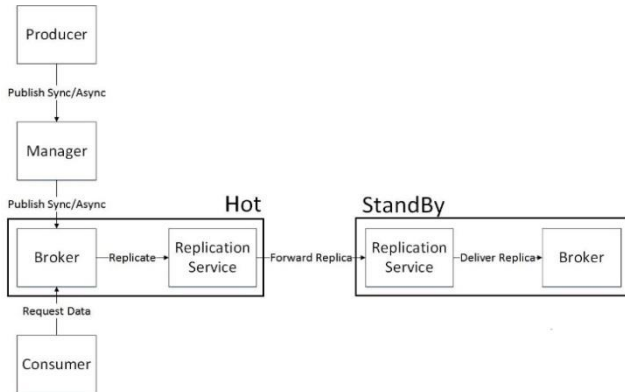 Producer
Publish Sync/Async
Manager
Publish Sync/Async
Hot
StandBy
Broker
Replicate
Replication
Service
Forward Replica
Replication
Service
Deliver Replica
Broker
Request Data
Consumer